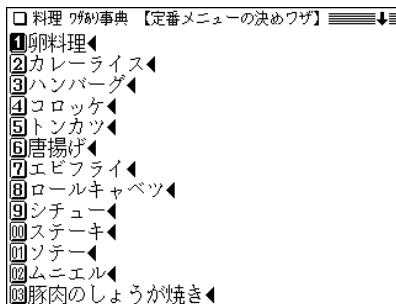 □ 料理 ワザあり事典 【定番メニューの決めワザ】
1卵料理◀
2カレーライス◀
3ハンバーグ◀
4コロッケ◀
5トンカツ◀
6唐揚げ◀
7エビフライ◀
8ロールキャベツ◀
9シチュー◀
00ステーキ◀
01ソテー◀
02ムニエル◀
03豚肉のしょうが焼き◀